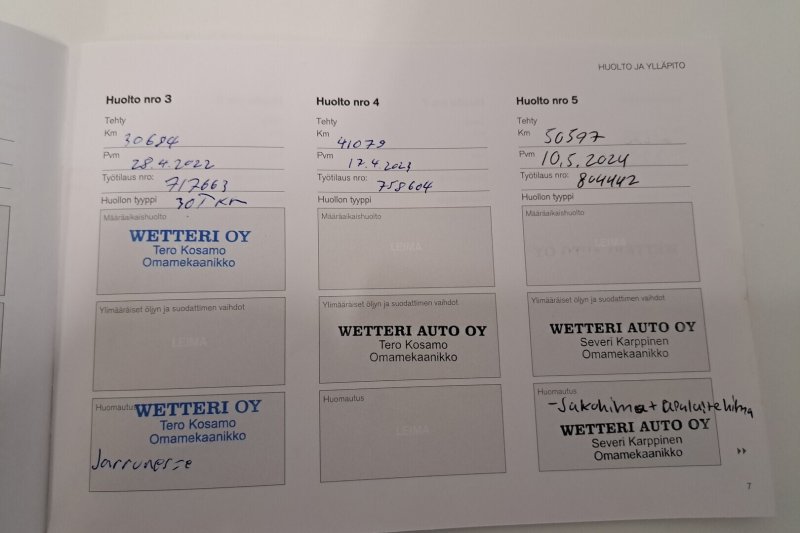 HUOLTO JA YLLÄPITO
Huolto nro 3
Tehty
Km 30684
Pvm 28.4.2022
Työtilaus nro: 717663
Huollon tyyppi 30T km
Määräaikaishuolto
WETTERI OY
Tero Kosamo
Omamekaanikko
Ylimääräiset öljyn ja suodattimen vaihdot
LEIMA
Huomautus
WETTERI OY
Tero Kosamo
Omamekaanikko
Jarruneste
Huolto nro 4
Tehty
Km 41079
Pvm 17.4.2023
Työtilaus nro: 758604
Huollon tyyppi
Määräaikaishuolto
LEIMA
Ylimääräiset öljyn ja suodattimen vaihdot
WETTERI AUTO OY
Tero Kosamo
Omamekaanikko
Huomautus
LEIMA
Huolto nro 5
Tehty
Km 50597
Pvm 10.5.2024
Työtilaus nro: 804442
Huollon tyyppi
Määräaikaishuolto
LEIMA
Ylimääräiset öljyn ja suodattimen vaihdot
WETTERI AUTO OY
Severi Karppinen
Omamekaanikko
Huomautus
-Jakohihna + apulaitehihna
WETTERI AUTO OY
Severi Karppinen
Omamekaanikko
7